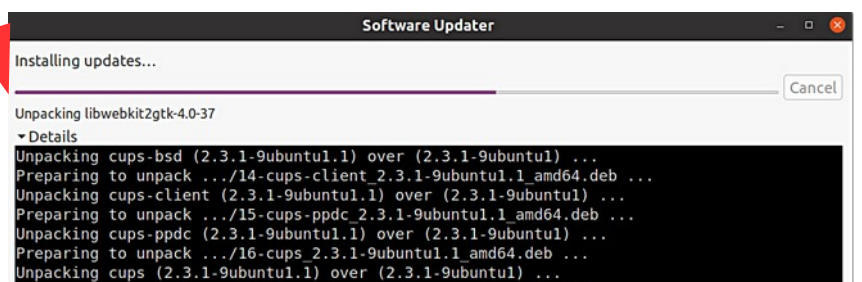 Software Updater
Installing updates...
Cancel
Unpacking libwebkit2gtk-4.0-37
Details
Unpacking cups-bsd (2.3.1-9ubuntu1.1) over (2.3.1-9ubuntu1) ...
Preparing to unpack .../14-cups-client_2.3.1-9ubuntu1.1_amd64.deb ...
Unpacking cups-client (2.3.1-9ubuntu1.1) over (2.3.1-9ubuntu1) ...
Preparing to unpack .../15-cups-ppdc_2.3.1-9ubuntu1.1_amd64.deb ...
Unpacking cups-ppdc (2.3.1-9ubuntu1.1) over (2.3.1-9ubuntu1) ...
Preparing to unpack .../16-cups_2.3.1-9ubuntu1.1_amd64.deb ...
Unpacking cups (2.3.1-9ubuntu1.1) over (2.3.1-9ubuntu1) ...